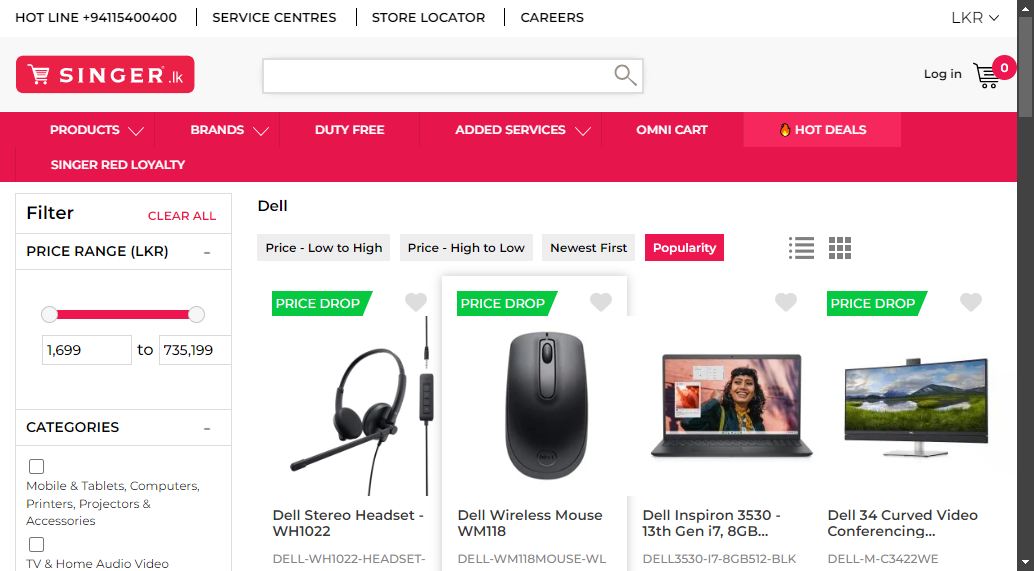 HOT LINE +94115400400
SERVICE CENTRES
STORE LOCATOR
CAREERS
LKR
SINGER.lk
Log in
0
PRODUCTS
BRANDS
DUTY FREE
ADDED SERVICES
OMNI CART
HOT DEALS
SINGER RED LOYALTY
Filter
CLEAR ALL
PRICE RANGE (LKR)
-
1,699 to 735,199
CATEGORIES
-
Mobile & Tablets, Computers,
Printers, Projectors &
Accessories
TV & Home Audio Video
Dell
Price - Low to High
Price - High to Low
Newest First
Popularity
PRICE DROP
Dell Stereo Headset -
WH1022
DELL-WH1022-HEADSET-
PRICE DROP
Dell Wireless Mouse
WM118
DELL-WM118MOUSE-WL
Dell Inspiron 3530 -
13th Gen i7, 8GB...
DELL3530-I7-8GB512-BLK
PRICE DROP
Dell 34 Curved Video
Conferencing...
DELL-M-C3422WE